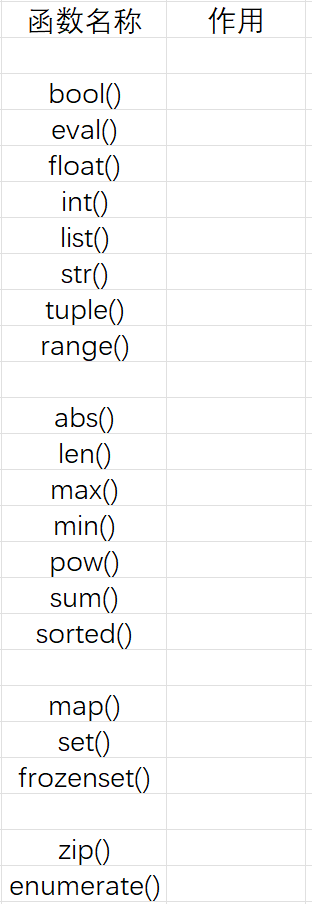 函数名称 作用
bool()
eval()
float()
int()
list()
str()
tuple()
range()
abs()
len()
max()
min()
pow()
sum()
sorted()
map()
set()
frozenset()
zip()
enumerate()